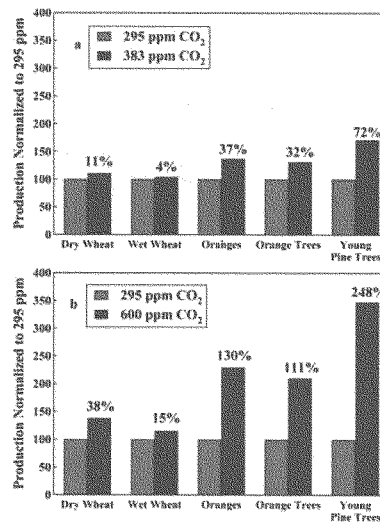 Production Normalized to 295 ppm
400
350
300
250
200
150
100
50
0
a
295 ppm CO₂
383 ppm CO₂
11%
4%
37%
32%
72%
Dry Wheat
Wet Wheat
Oranges
Orange Trees
Young
Pine Trees
Production Normalized to 295 ppm
400
350
300
250
200
150
100
50
0
b
295 ppm CO₂
600 ppm CO₂
38%
15%
130%
111%
248%
Dry Wheat
Wet Wheat
Oranges
Orange Trees
Young
Pine Trees